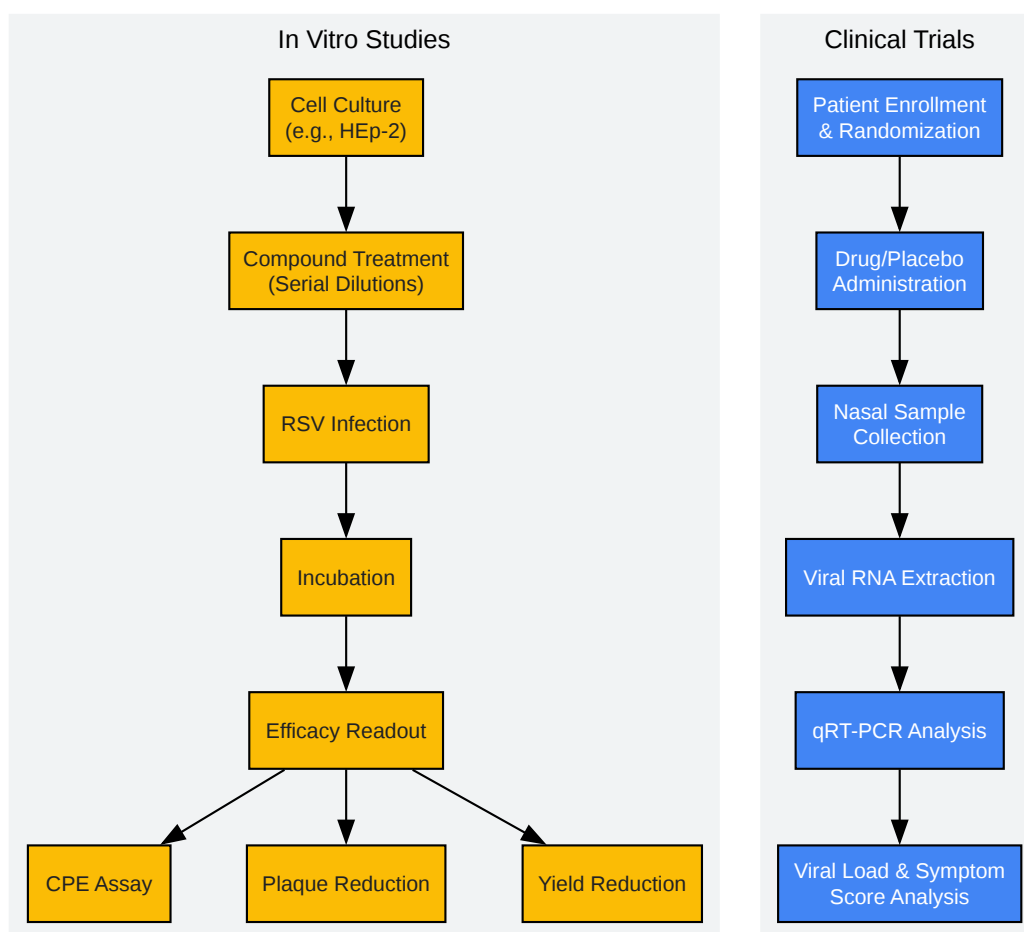 In Vitro Studies
Cell Culture
(e.g., HEp-2)
Compound Treatment
(Serial Dilutions)
RSV Infection
Incubation
Efficacy Readout
CPE Assay
Plaque Reduction
Yield Reduction
Clinical Trials
Patient Enrollment
& Randomization
Drug/Placebo
Administration
Nasal Sample
Collection
Viral RNA Extraction
qRT-PCR Analysis
Viral Load & Symptom
Score Analysis